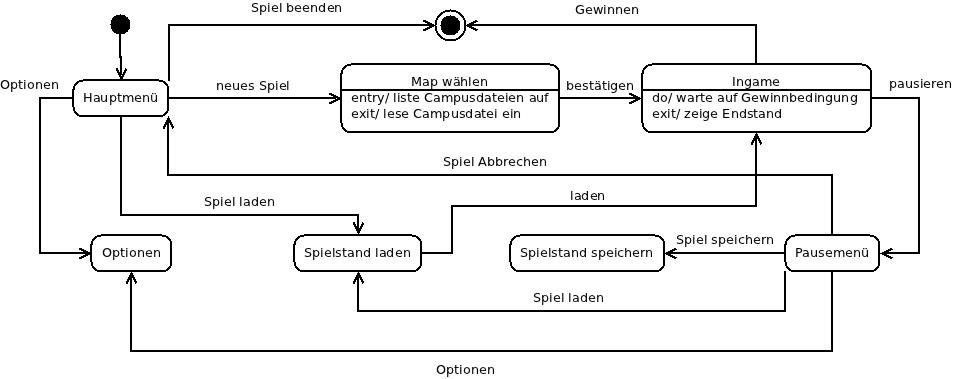 Spiel beenden
Gewinnen
Optionen
Hauptmenü
neues Spiel
Map wählen
entry/ liste Campusdateien auf
exit/ lese Campusdatei ein
bestätigen
Ingame
do/ warte auf Gewinnbedingung
exit/ zeige Endstand
pausieren
Spiel Abbrechen
Spiel laden
laden
Optionen
Spielstand laden
Spielstand speichern
Spiel speichern
Pausemenü
Spiel laden
Optionen